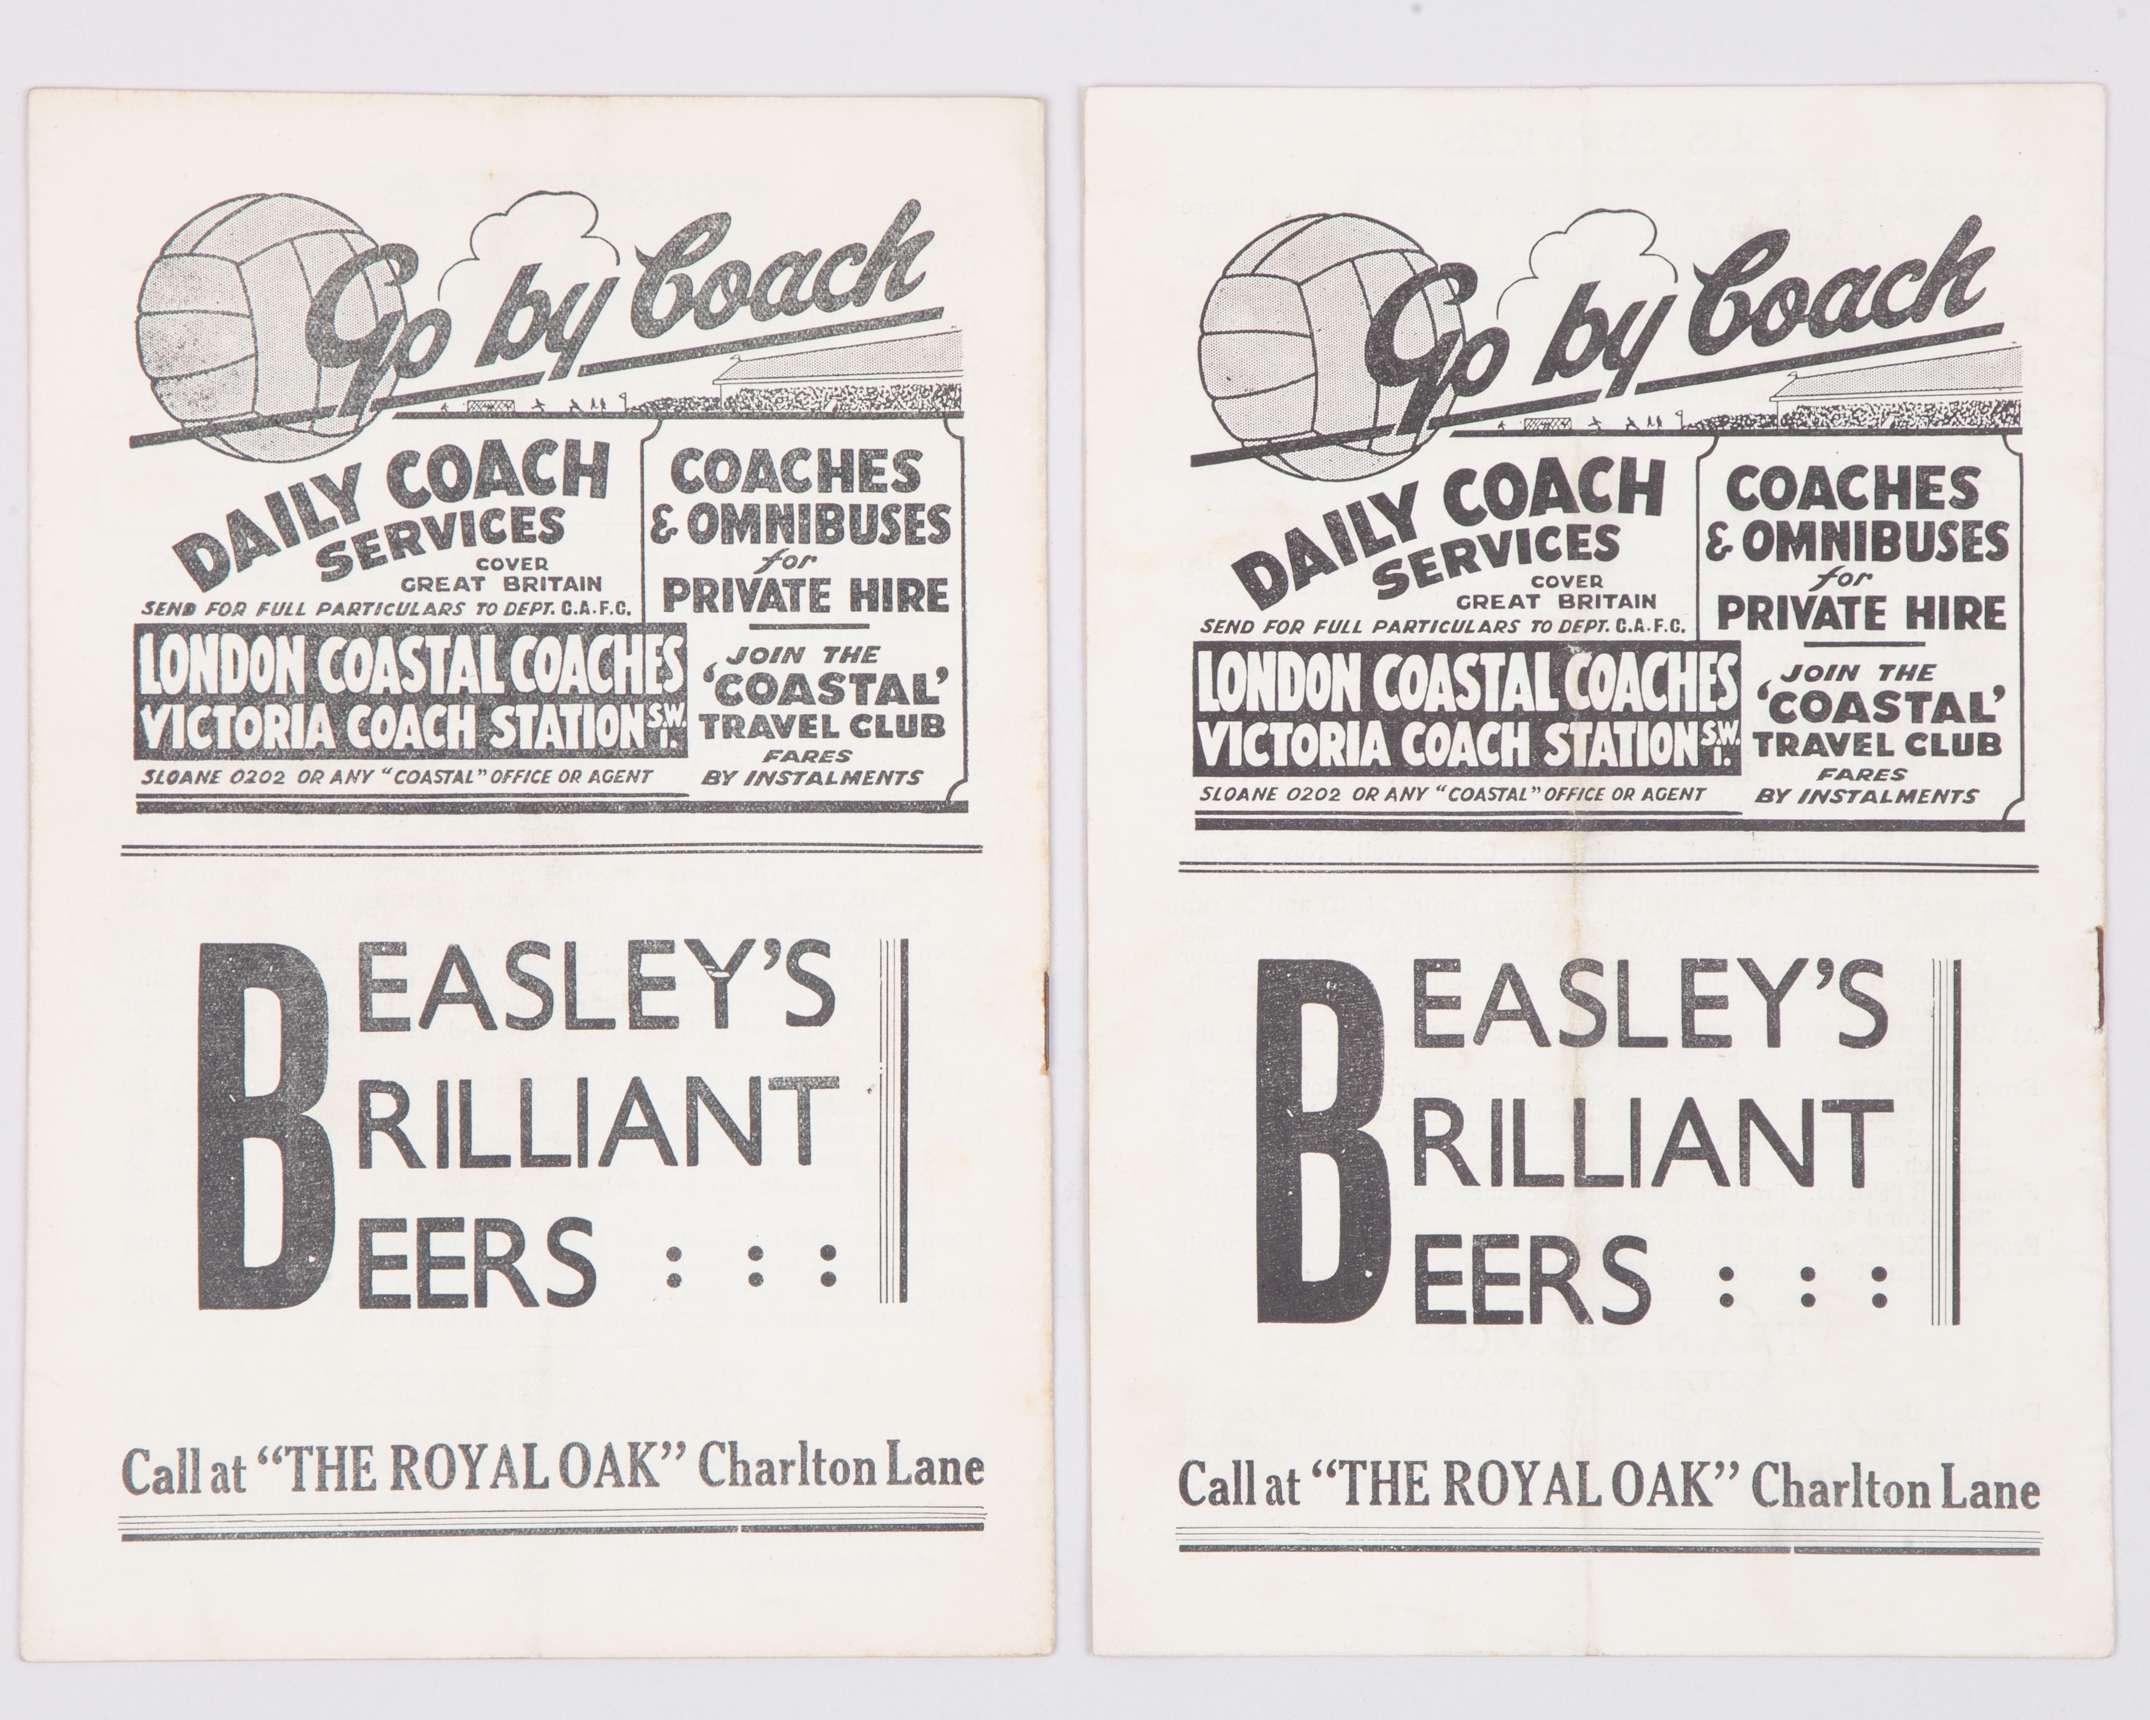 Go by Coach
DAILY COACH
SERVICES
COVER
GREAT BRITAIN
SEND FOR FULL PARTICULARS TO DEPT. C.A.F.C.
LONDON COASTAL COACHES
VICTORIA COACH STATION S.W.1.
SLOANE 0202 OR ANY "COASTAL" OFFICE OR AGENT
COACHES
& OMNIBUSES
for
PRIVATE HIRE
JOIN THE
'COASTAL'
TRAVEL CLUB
FARES
BY INSTALMENTS
BEASLEY'S
BRILLIANT
BEERS : : :
Call at "THE ROYAL OAK" Charlton Lane
Go by Coach
DAILY COACH
SERVICES
COVER
GREAT BRITAIN
SEND FOR FULL PARTICULARS TO DEPT. C.A.F.C.
LONDON COASTAL COACHES
VICTORIA COACH STATION S.W.1.
SLOANE 0202 OR ANY "COASTAL" OFFICE OR AGENT
COACHES
& OMNIBUSES
for
PRIVATE HIRE
JOIN THE
'COASTAL'
TRAVEL CLUB
FARES
BY INSTALMENTS
BEASLEY'S
BRILLIANT
BEERS : : :
Call at "THE ROYAL OAK" Charlton Lane